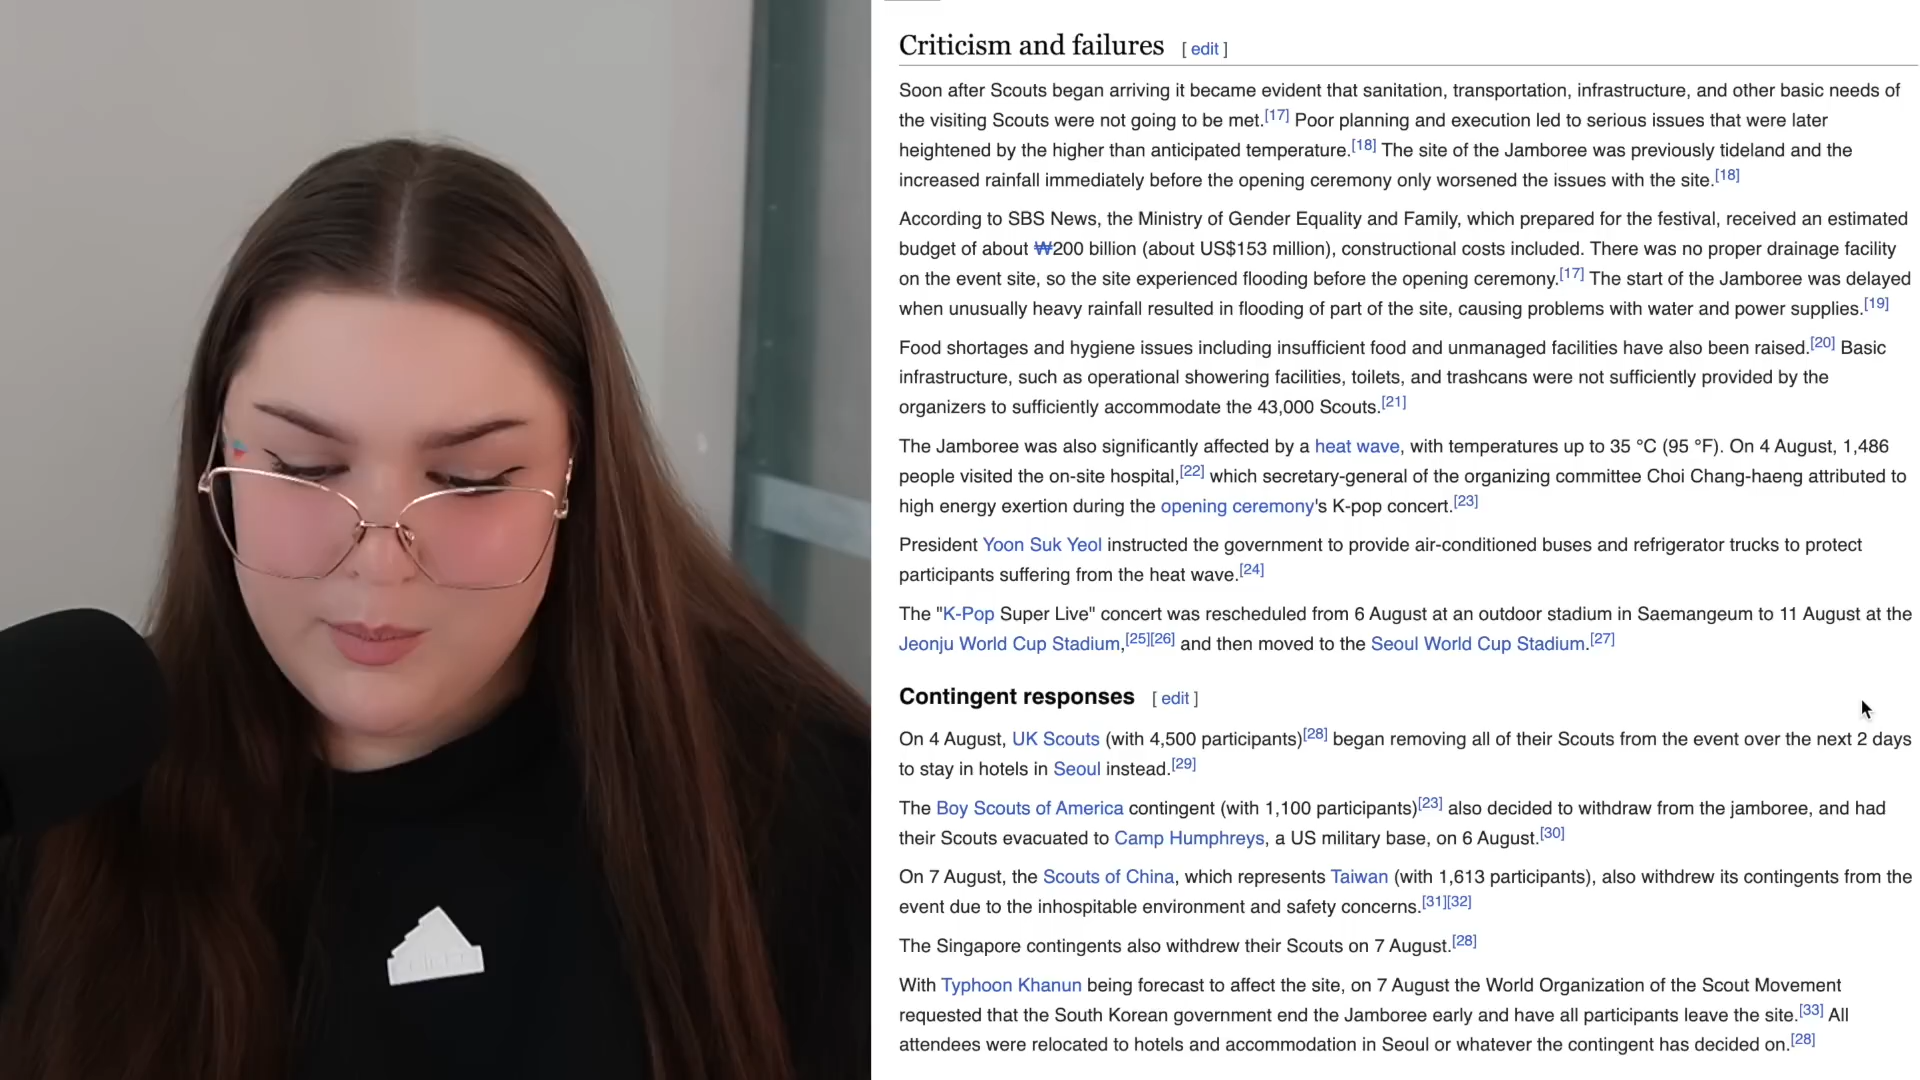 Criticism and failures [ edit ]
Soon after Scouts began arriving it became evident that sanitation, transportation, infrastructure, and other basic needs of
the visiting Scouts were not going to be met.[17] Poor planning and execution led to serious issues that were later
heightened by the higher than anticipated temperature.[18] The site of the Jamboree was previously tideland and the
increased rainfall immediately before the opening ceremony only worsened the issues with the site.[18]
According to SBS News, the Ministry of Gender Equality and Family, which prepared for the festival, received an estimated
budget of about ₩200 billion (about US$153 million), constructional costs included. There was no proper drainage facility
on the event site, so the site experienced flooding before the opening ceremony.[17] The start of the Jamboree was delayed
when unusually heavy rainfall resulted in flooding of part of the site, causing problems with water and power supplies.[19]
Food shortages and hygiene issues including insufficient food and unmanaged facilities have also been raised.[20] Basic
infrastructure, such as operational showering facilities, toilets, and trashcans were not sufficiently provided by the
organizers to sufficiently accommodate the 43,000 Scouts.[21]
The Jamboree was also significantly affected by a heat wave, with temperatures up to 35 °C (95 °F). On 4 August, 1,486
people visited the on-site hospital,[22] which secretary-general of the organizing committee Choi Chang-haeng attributed to
high energy exertion during the opening ceremony's K-pop concert.[23]
President Yoon Suk Yeol instructed the government to provide air-conditioned buses and refrigerator trucks to protect
participants suffering from the heat wave.[24]
The "K-Pop Super Live" concert was rescheduled from 6 August at an outdoor stadium in Saemangeum to 11 August at the
Jeonju World Cup Stadium,[25][26] and then moved to the Seoul World Cup Stadium.[27]
Contingent responses [ edit ]
On 4 August, UK Scouts (with 4,500 participants)[28] began removing all of their Scouts from the event over the next 2 days
to stay in hotels in Seoul instead.[29]
The Boy Scouts of America contingent (with 1,100 participants)[23] also decided to withdraw from the jamboree, and had
their Scouts evacuated to Camp Humphreys, a US military base, on 6 August.[30]
On 7 August, the Scouts of China, which represents Taiwan (with 1,613 participants), also withdrew its contingents from the
event due to the inhospitable environment and safety concerns.[31][32]
The Singapore contingents also withdrew their Scouts on 7 August.[28]
With Typhoon Khanun being forecast to affect the site, on 7 August the World Organization of the Scout Movement
requested that the South Korean government end the Jamboree early and have all participants leave the site.[33] All
attendees were relocated to hotels and accommodation in Seoul or whatever the contingent has decided on.[28]